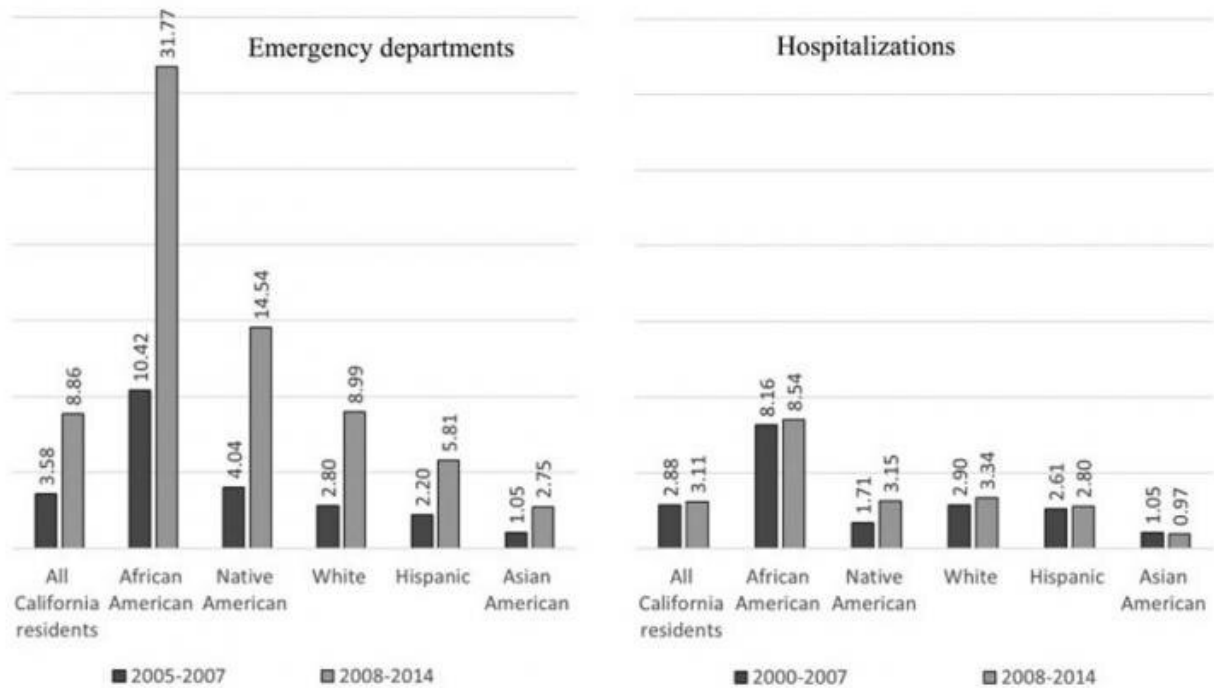 Emergency departments
3.58
8.86
10.42
31.77
4.04
14.54
2.80
8.99
2.20
5.81
1.05
2.75
All
California
residents
African
American
Native
American
White
Hispanic
Asian
American
2005-2007
2008-2014
Hospitalizations
2.88
3.11
8.16
8.54
1.71
3.15
2.90
3.34
2.61
2.80
1.05
0.97
All
California
residents
African
American
Native
American
White
Hispanic
Asian
American
2000-2007
2008-2014